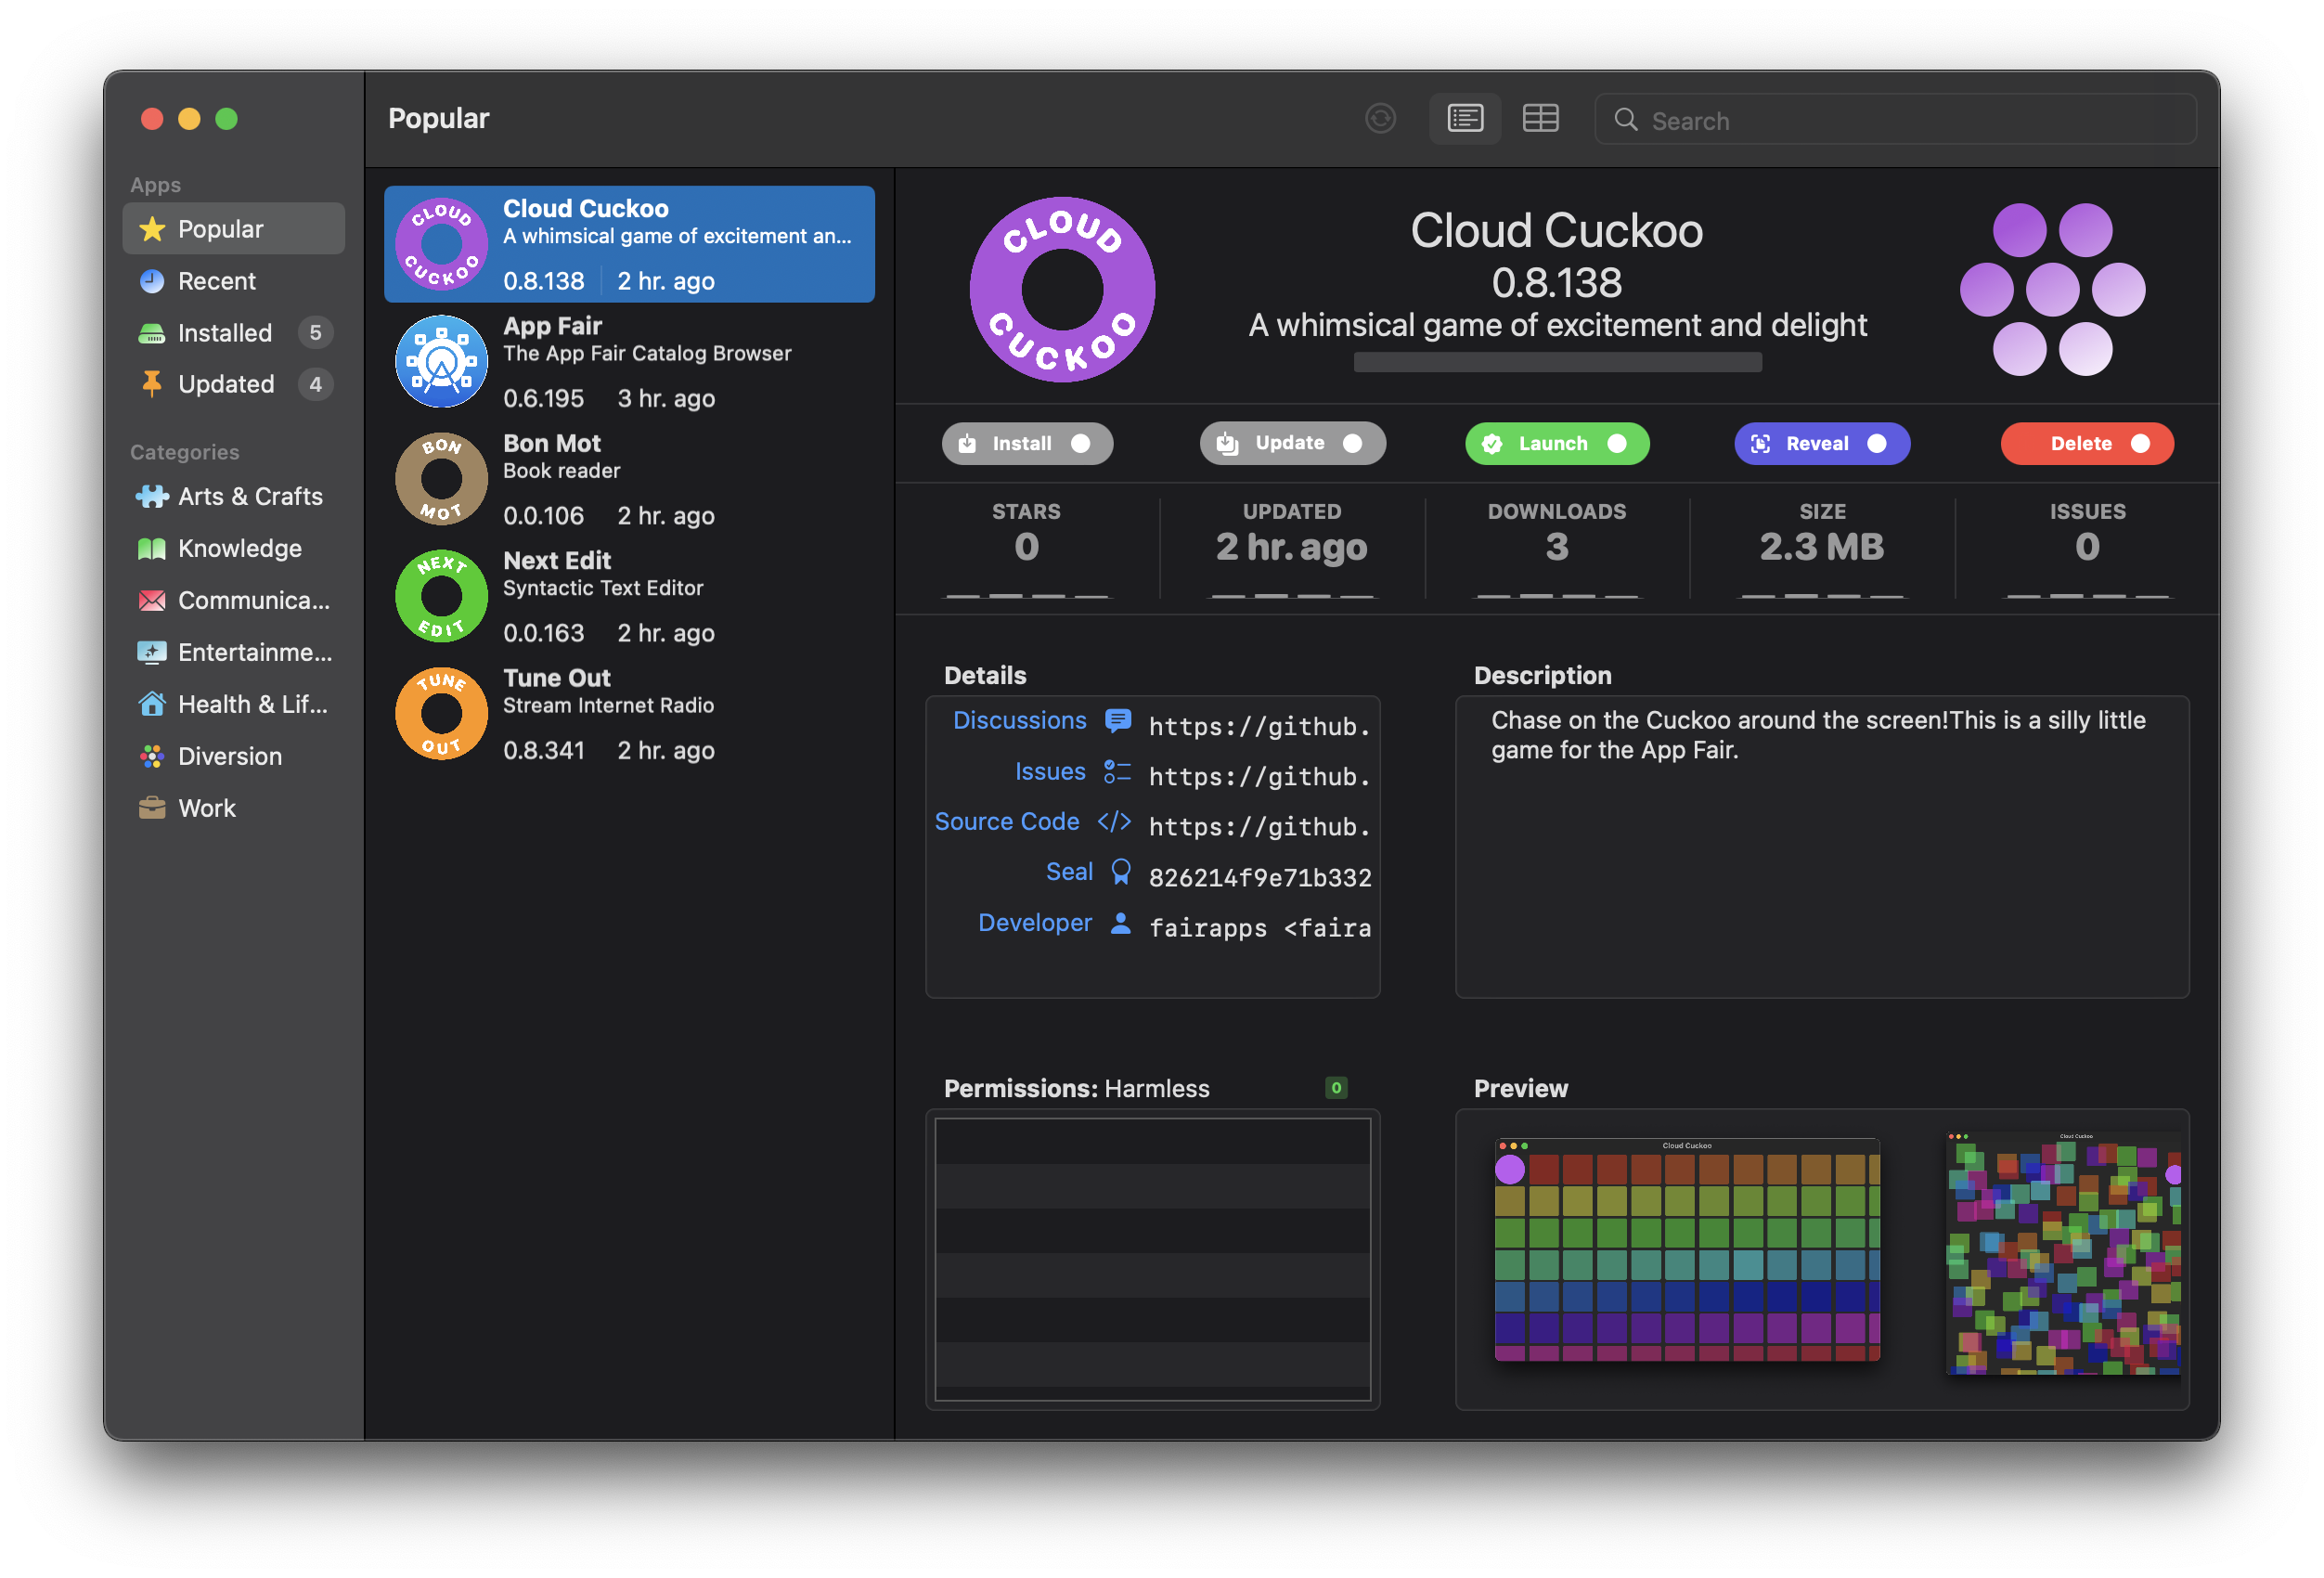 Popular
Search
Apps
Popular
Recent
Installed 5
Updated 4
Categories
Arts & Crafts
Knowledge
Communica...
Entertainme...
Health & Lif...
Diversion
Work
CLOUD CUCKOO
Cloud Cuckoo
A whimsical game of excitement an...
0.8.138 2 hr. ago
App Fair
The App Fair Catalog Browser
0.6.195 3 hr. ago
BON MOT
Bon Mot
Book reader
0.0.106 2 hr. ago
NEXT EDIT
Next Edit
Syntactic Text Editor
0.0.163 2 hr. ago
TUNE OUT
Tune Out
Stream Internet Radio
0.8.341 2 hr. ago
CLOUD CUCKOO
Cloud Cuckoo
0.8.138
A whimsical game of excitement and delight
Install Update Launch Reveal Delete
STARS UPDATED DOWNLOADS SIZE ISSUES
0 2 hr. ago 3 2.3 MB 0
Details
Discussions https://github.
Issues https://github.
Source Code </> https://github.
Seal 826214f9e71b332
Developer fairapps <faira
Description
Chase on the Cuckoo around the screen!This is a silly little
game for the App Fair.
Permissions: Harmless 0
Preview
Cloud Cuckoo
Cloud Cuckoo